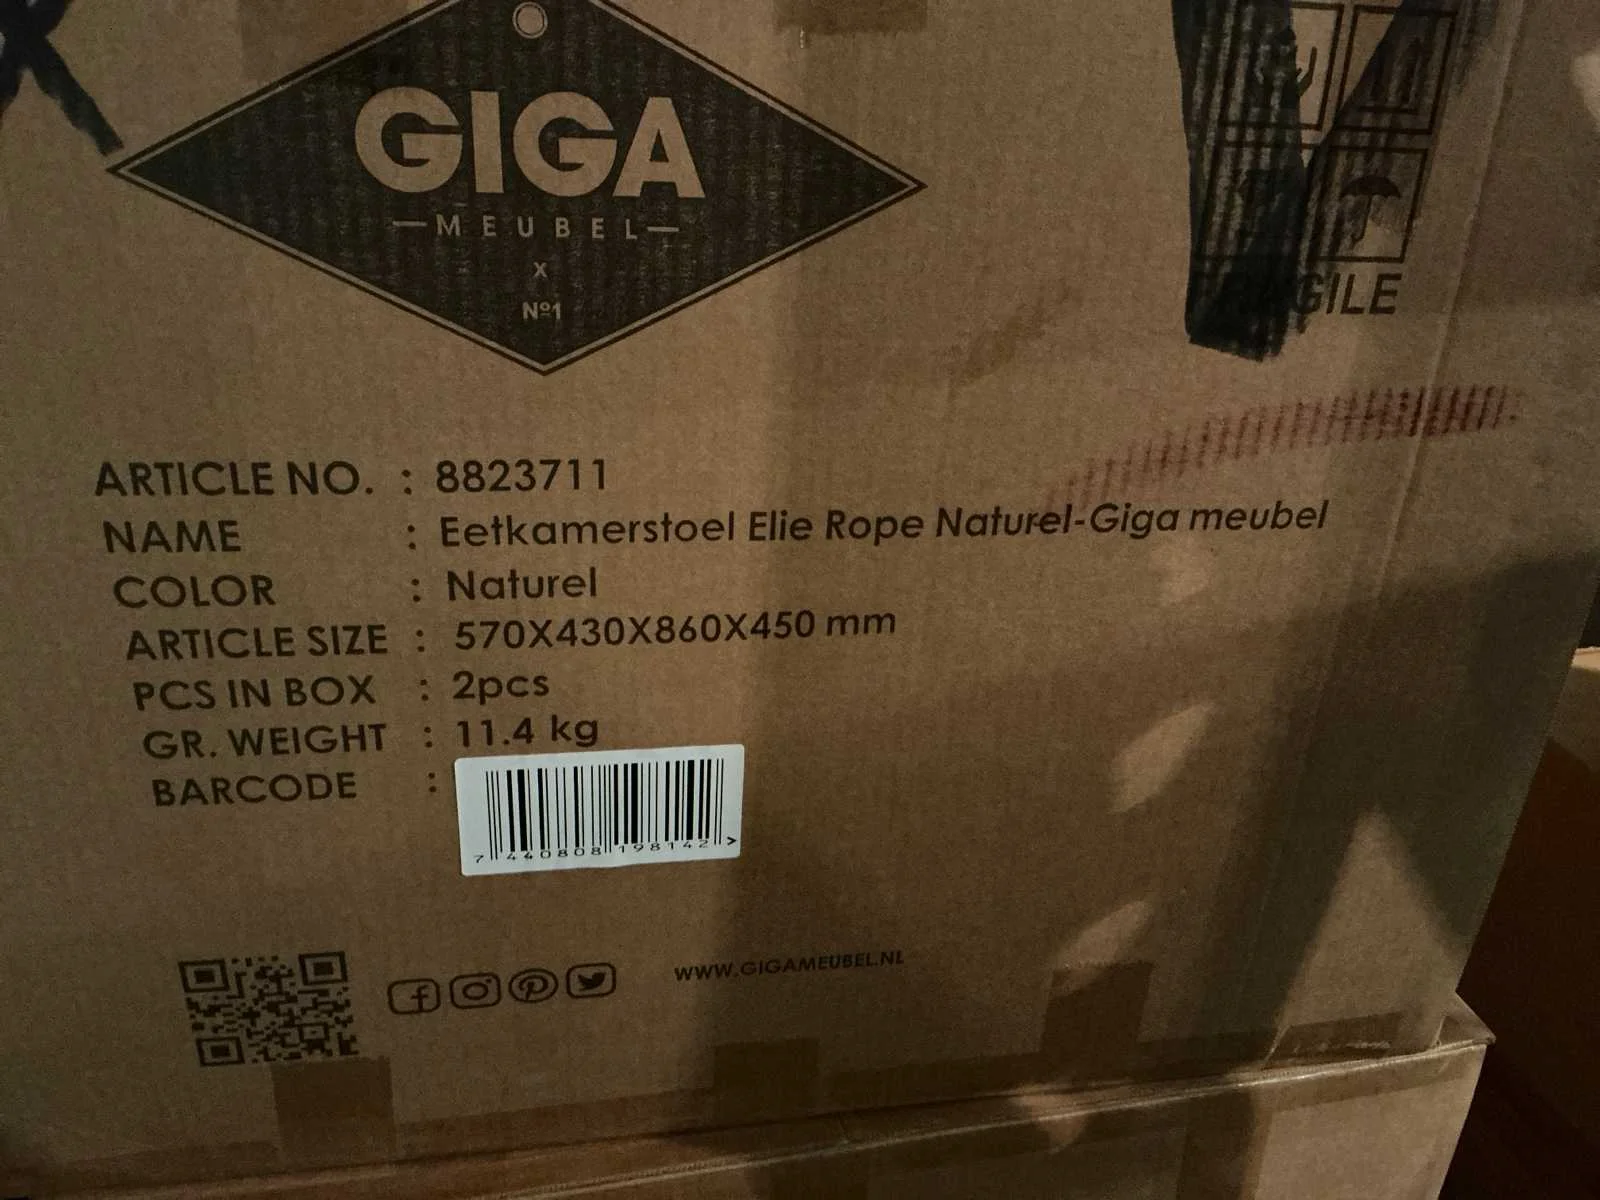 GIGA
MEUBEL
X
Nº1
FRAGILE
ARTICLE NO. : 8823711
NAME : Eetkamerstoel Elie Rope Naturel-Giga meubel
COLOR : Naturel
ARTICLE SIZE : 570X430X860X450 mm
PCS IN BOX : 2pcs
GR. WEIGHT : 11.4 kg
BARCODE :
7 440808 198142 >
WWW.GIGAMEUBEL.NL